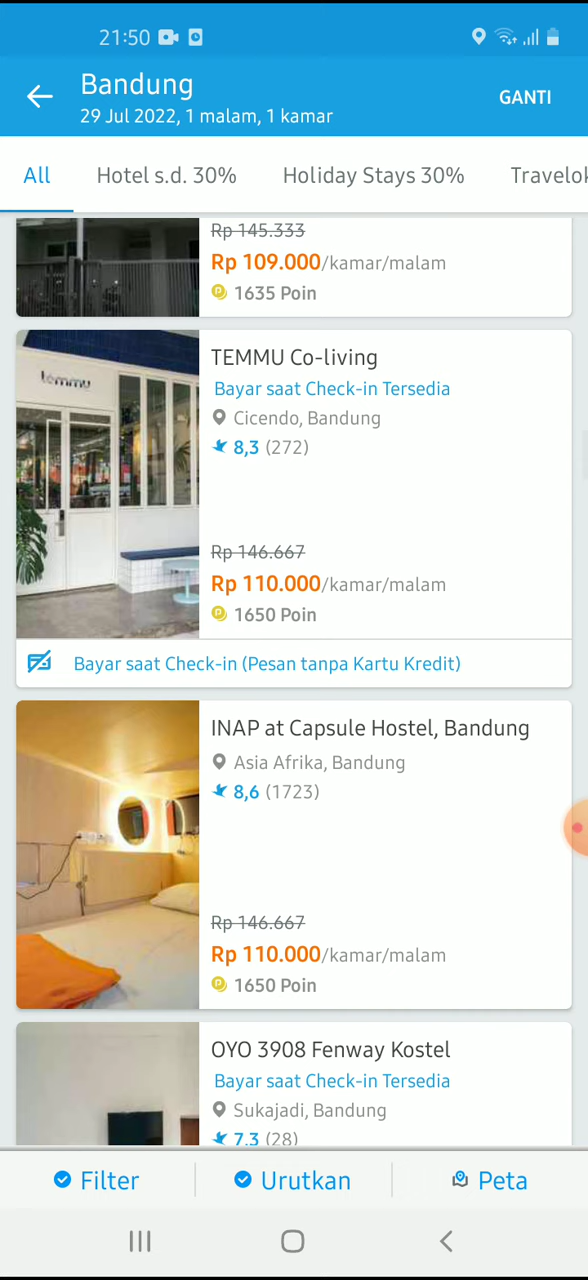 21:50
Bandung
29 Jul 2022, 1 malam, 1 kamar
GANTI
All
Hotel s.d. 30%
Holiday Stays 30%
Travelok
Rp 145.333
Rp 109.000/kamar/malam
1635 Poin
temmu
TEMMU Co-living
Bayar saat Check-in Tersedia
Cicendo, Bandung
8,3 (272)
Rp 146.667
Rp 110.000/kamar/malam
1650 Poin
Bayar saat Check-in (Pesan tanpa Kartu Kredit)
INAP at Capsule Hostel, Bandung
Asia Afrika, Bandung
8,6 (1723)
Rp 146.667
Rp 110.000/kamar/malam
1650 Poin
OYO 3908 Fenway Kostel
Bayar saat Check-in Tersedia
Sukajadi, Bandung
7,3 (28)
Filter
Urutkan
Peta